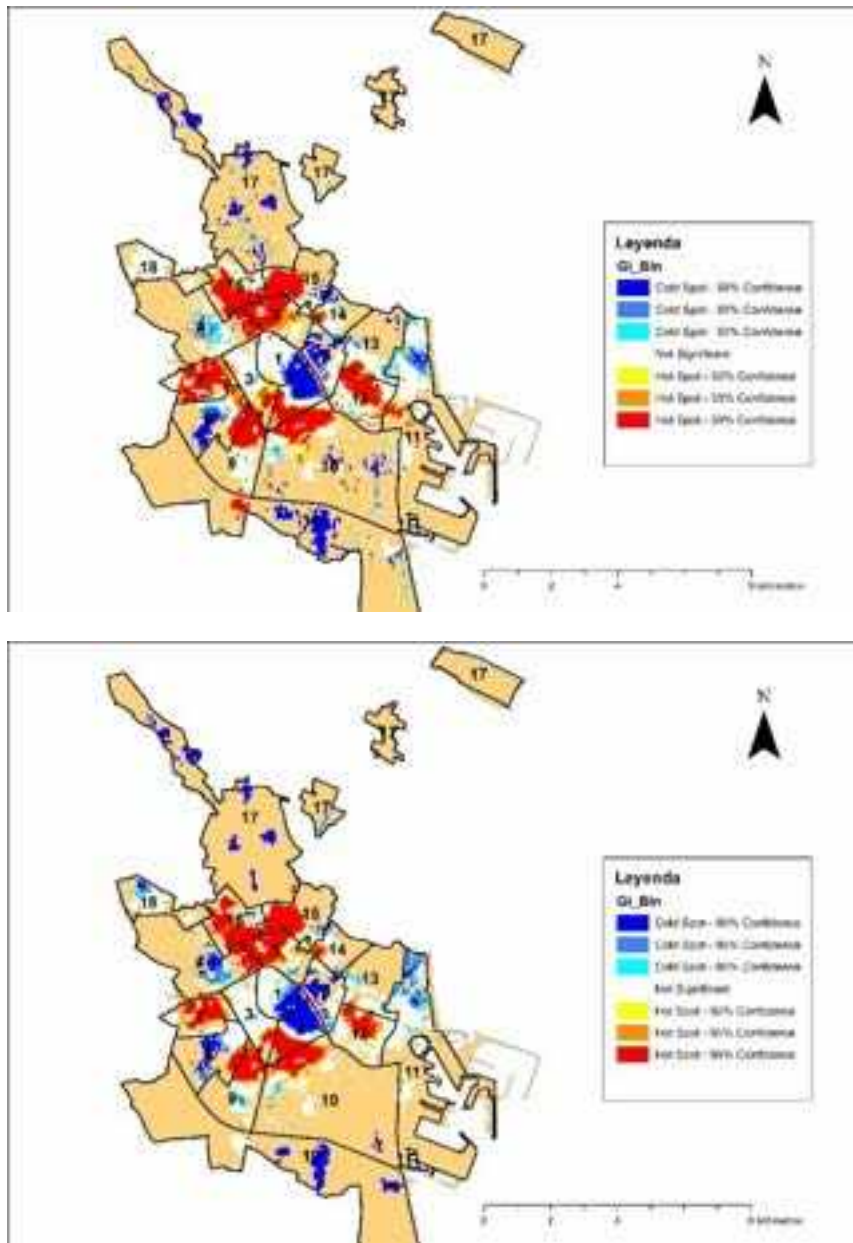 17
N
17
17
18
15
14
13
1
3
11
9
10
Leyenda
Gi_Bin
Cold Spot - 99% Confidence
Cold Spot - 95% Confidence
Cold Spot - 90% Confidence
Not Significant
Hot Spot - 90% Confidence
Hot Spot - 95% Confidence
Hot Spot - 99% Confidence
0 2 4
17
N
17
17
18
15
14
13
1
3
11
9
10
Leyenda
Gi_Bin
Cold Spot - 99% Confidence
Cold Spot - 95% Confidence
Cold Spot - 90% Confidence
Not Significant
Hot Spot - 90% Confidence
Hot Spot - 95% Confidence
Hot Spot - 99% Confidence
0 2 4